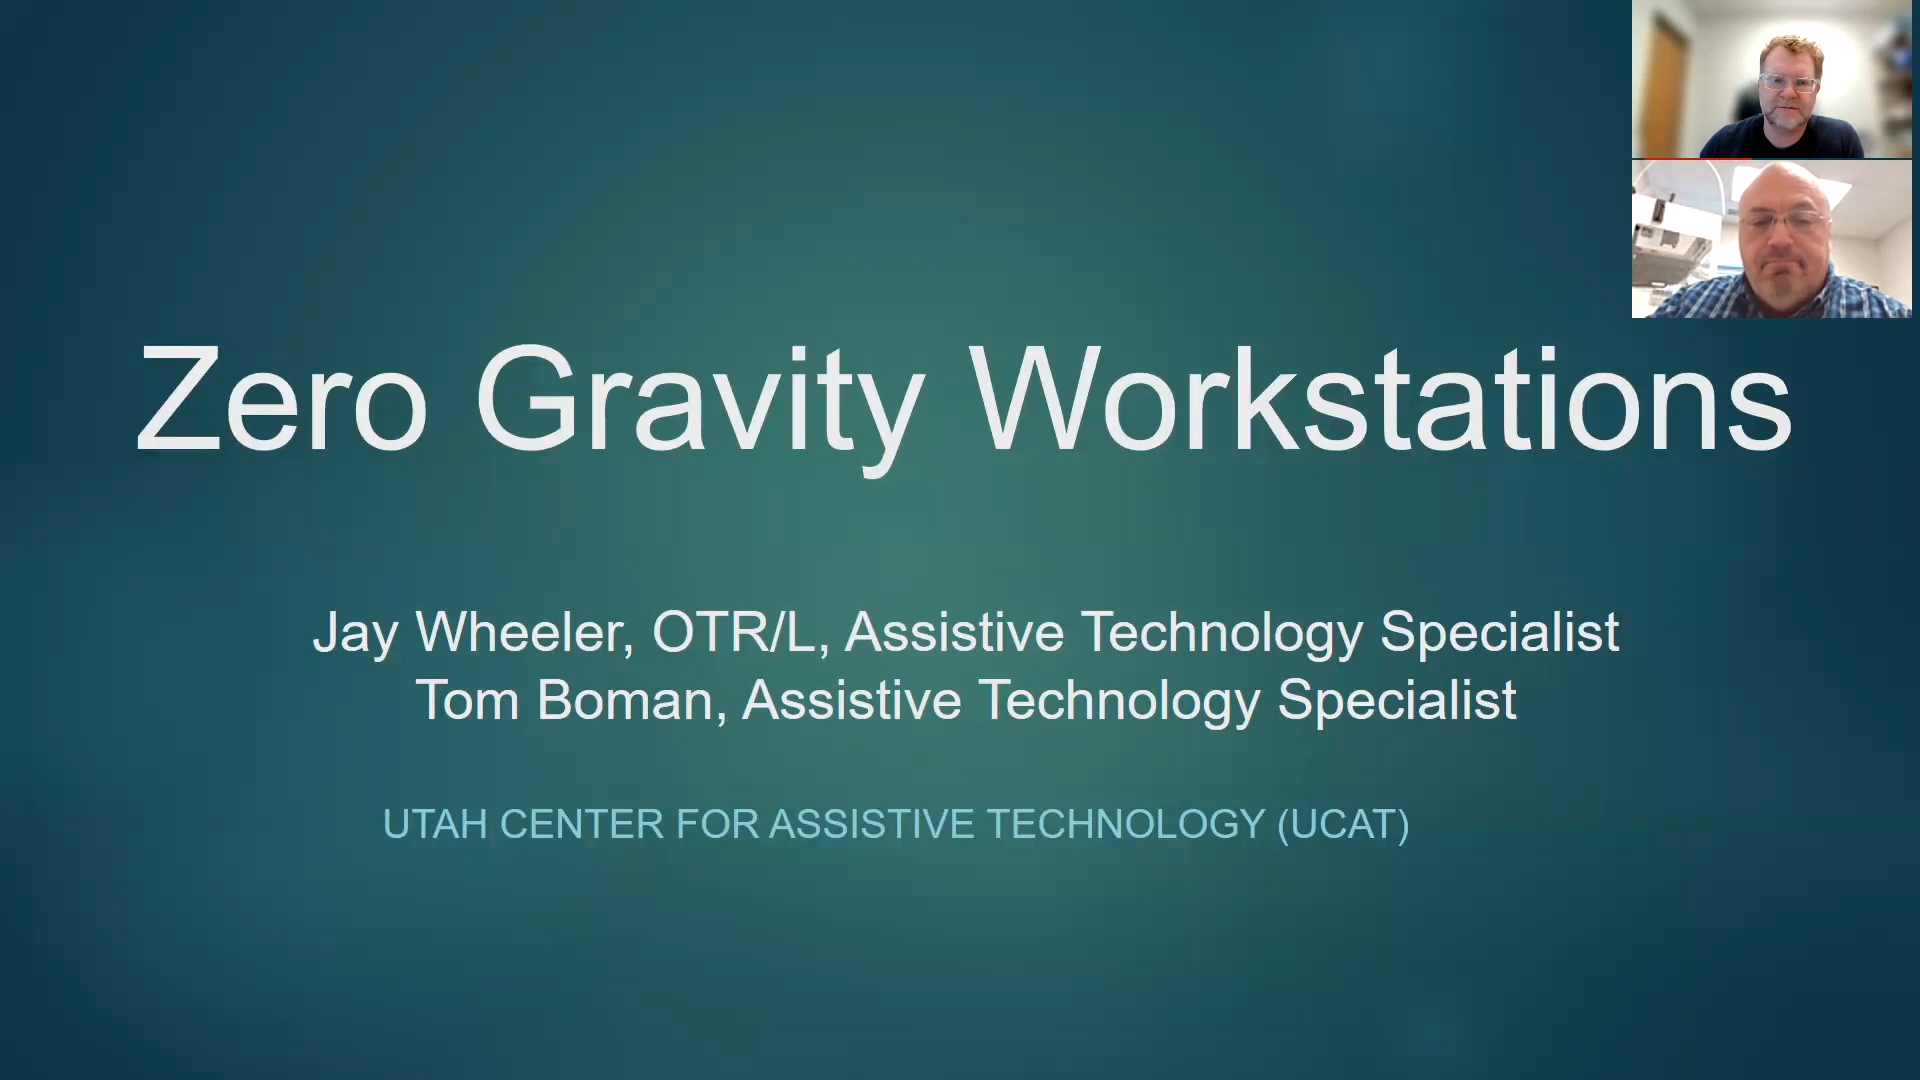 Zero Gravity Workstations
Jay Wheeler, OTR/L, Assistive Technology Specialist
Tom Boman, Assistive Technology Specialist
UTAH CENTER FOR ASSISTIVE TECHNOLOGY (UCAT)